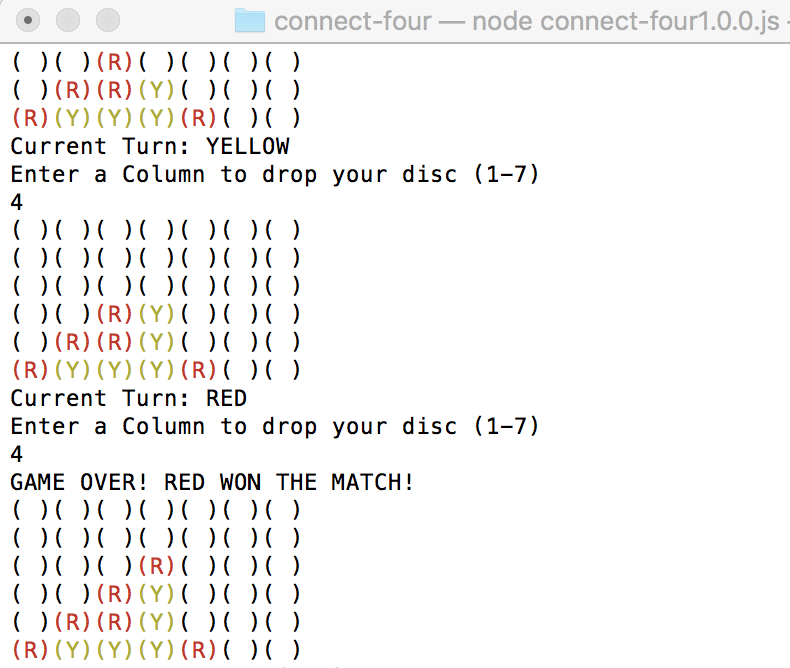 connect-four — node connect-four1.0.0.js -
( )( )(R)( )( )( )( )
( )(R)(R)(Y)( )( )( )
(R)(Y)(Y)(Y)(R)( )( )
Current Turn: YELLOW
Enter a Column to drop your disc (1-7)
4
( )( )( )( )( )( )( )
( )( )( )( )( )( )( )
( )( )( )( )( )( )( )
( )( )(R)(Y)( )( )( )
( )(R)(R)(Y)( )( )( )
(R)(Y)(Y)(Y)(R)( )( )
Current Turn: RED
Enter a Column to drop your disc (1-7)
4
GAME OVER! RED WON THE MATCH!
( )( )( )( )( )( )( )
( )( )( )( )( )( )( )
( )( )( )(R)( )( )( )
( )( )(R)(Y)( )( )( )
( )(R)(R)(Y)( )( )( )
(R)(Y)(Y)(Y)(R)( )( )